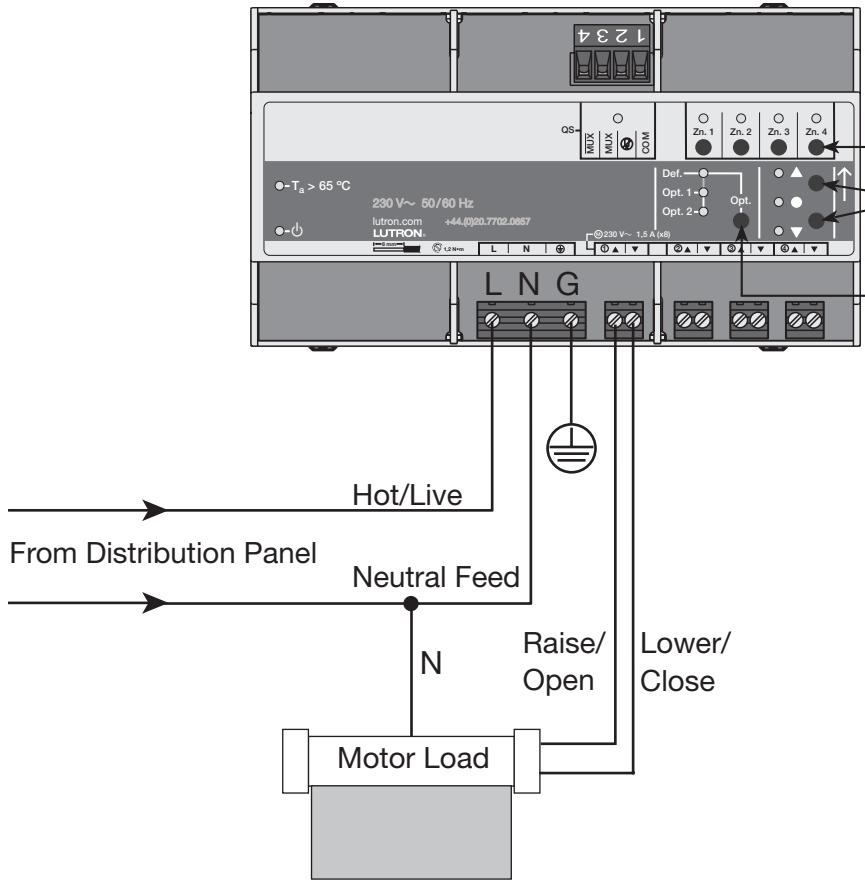 1 2 3 4
QS
MUX
MUX
COM
Zn. 1 Zn. 2 Zn. 3 Zn. 4
Def.
Opt. 1
Opt. 2
Opt.
Ta > 65 °C
230 V~ 50/60 Hz
lutron.com +44.(0)20.7702.0657
LUTRON®
6 mm
1,2 N•m
L N
M 230 V~ 1,5 A (x8)
1 ▲ ▼ 2 ▲ ▼ 3 ▲ ▼ 4 ▲ ▼
L N G
Hot/Live
From Distribution Panel
Neutral Feed
N
Raise/
Open
Lower/
Close
Motor Load